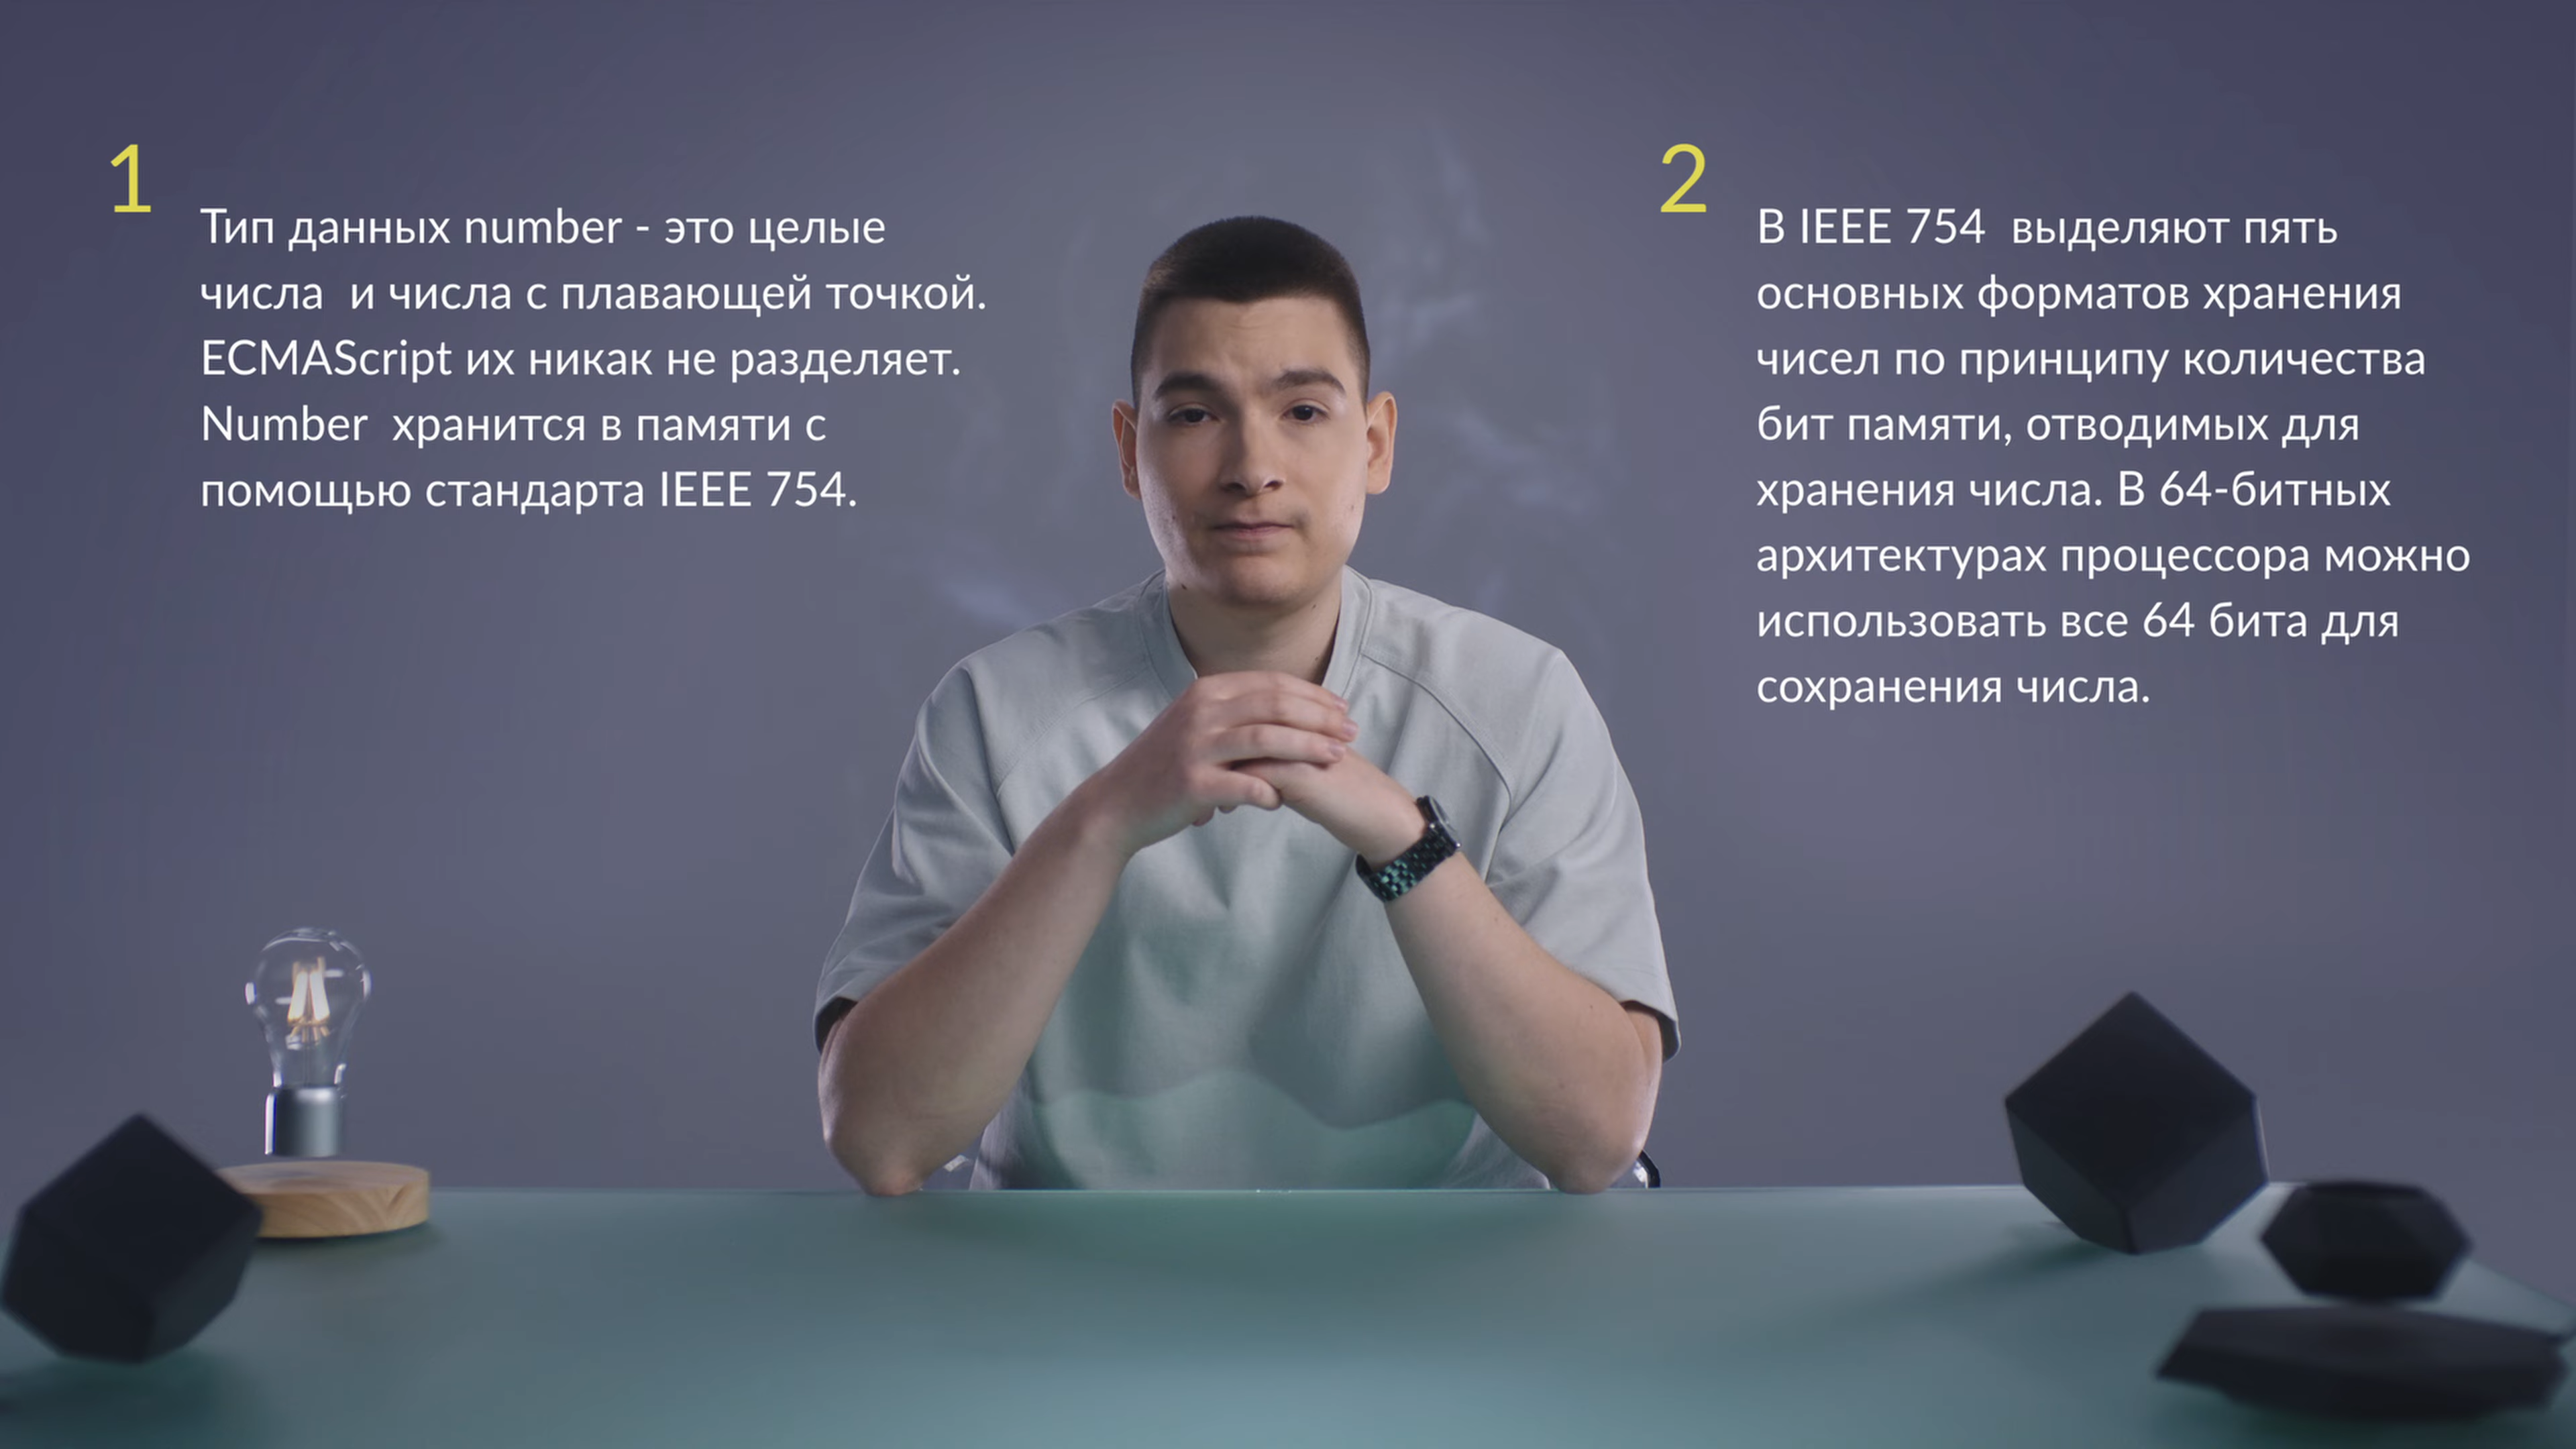 1
Тип данных number - это целые
числа и числа с плавающей точкой.
ECMAScript их никак не разделяет.
Number хранится в памяти с
помощью стандарта IEEE 754.
2
В IEEE 754 выделяют пять
основных форматов хранения
чисел по принципу количества
бит памяти, отводимых для
хранения числа. В 64-битных
архитектурах процессора можно
использовать все 64 бита для
сохранения числа.